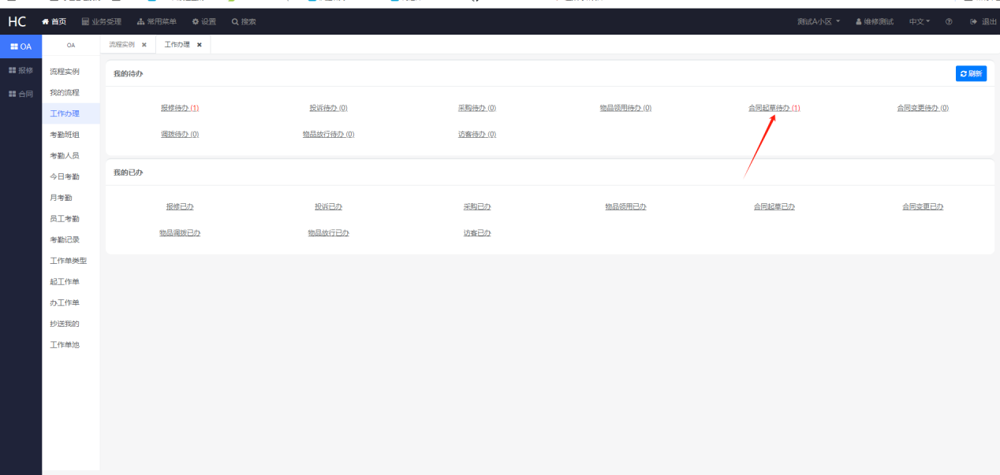 HC 首页 业务受理 常用菜单 设置 搜索 测试A小区 维修测试 中文 退出
OA OA 流程实例 工作办理
报修
合同
流程实例
我的流程
工作办理
考勤班组
考勤人员
今日考勤
月考勤
员工考勤
考勤记录
工作单类型
起工作单
办工作单
抄送我的
工作单池
我的待办 刷新
报修待办 (1) 投诉待办 (0) 采购待办 (0) 物品领用待办 (0) 合同起草待办 (1) 合同变更待办 (0)
调拨待办 (0) 物品放行待办 (0) 访客待办 (0)
我的已办
报修已办 投诉已办 采购已办 物品领用已办 合同起草已办 合同变更已办
物品调拨已办 物品放行已办 访客已办